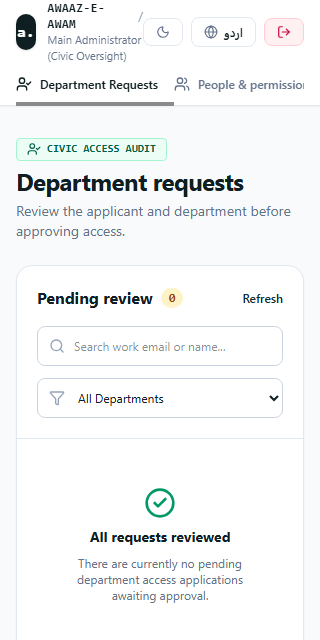 a.
AWAAZ-E-
AWAM
/
Main Administrator
(Civic Oversight)
اردو
Department Requests
People & permission
CIVIC ACCESS AUDIT
Department requests
Review the applicant and department before
approving access.
Pending review 0 Refresh
Search work email or name...
All Departments
All requests reviewed
There are currently no pending
department access applications
awaiting approval.